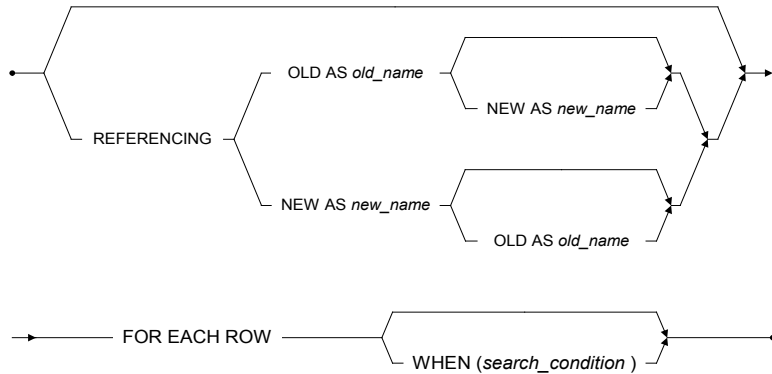 OLD AS old_name
NEW AS new_name
REFERENCING
NEW AS new_name
OLD AS old_name
FOR EACH ROW
WHEN (search_condition )